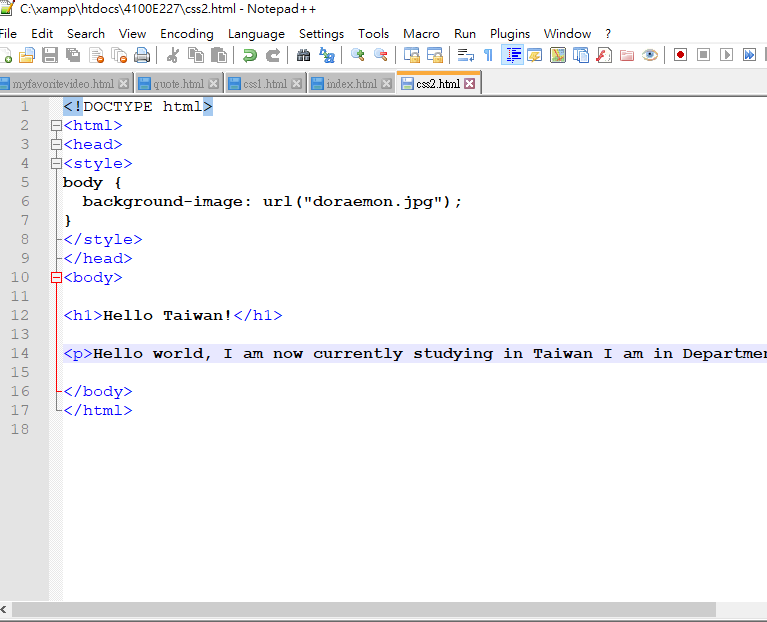 C:\xampp\htdocs\4100E227\css2.html - Notepad++
File Edit Search View Encoding Language Settings Tools Macro Run Plugins Window ?
myfavoritevideo.html quote.html css1.html index.html css2.html
1 <!DOCTYPE html>
2 <html>
3 <head>
4 <style>
5 body {
6 background-image: url("doraemon.jpg");
7 }
8 </style>
9 </head>
10 <body>
11
12 <h1>Hello Taiwan!</h1>
13
14 <p>Hello world, I am now currently studying in Taiwan I am in Departme
15
16 </body>
17 </html>
18